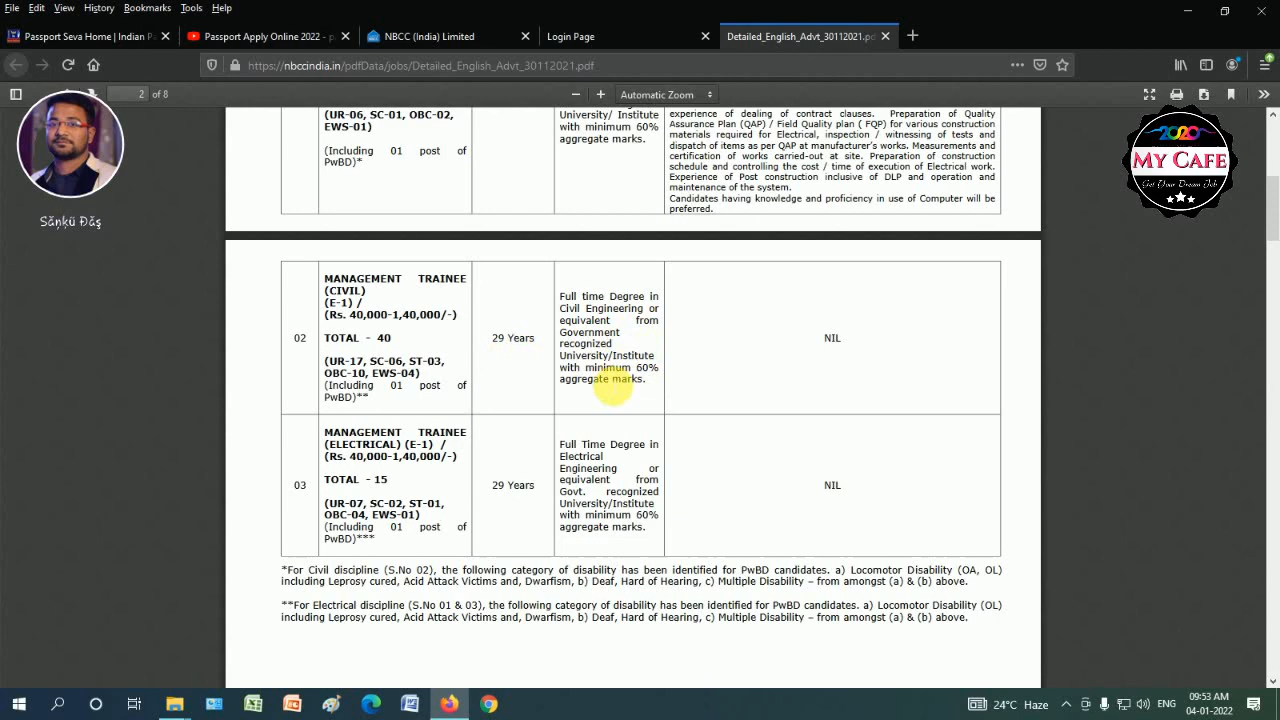 File Edit View History Bookmarks Tools Help
Passport Seva Home | Indian Pa
Passport Apply Online 2022 - p
NBCC (India) Limited
Login Page
Detailed_English_Advt_30112021.pd
https://nbccindia.in/pdfData/jobs/Detailed_English_Advt_30112021.pdf
2 of 8
Automatic Zoom
2020
MY CAFE
Get Your Dream Job
Săņķü Đăş
(UR-06, SC-01, OBC-02,
EWS-01)
(Including 01 post of
PwBD)*
University/ Institute
with minimum 60%
aggregate marks.
experience of dealing of contract clauses. Preparation of Quality
Assurance Plan (QAP) / Field Quality plan ( FQP) for various construction
materials required for Electrical, inspection / witnessing of tests and
dispatch of items as per QAP at manufacturer's works. Measurements and
certification of works carried-out at site. Preparation of construction
schedule and controlling the cost / time of execution of Electrical work.
Experience of Post construction inclusive of DLP and operation and
maintenance of the system.
Candidates having knowledge and proficiency in use of Computer will be
preferred.
02
MANAGEMENT TRAINEE
(CIVIL)
(E-1) /
(Rs. 40,000-1,40,000/-)
TOTAL - 40
(UR-17, SC-06, ST-03,
OBC-10, EWS-04)
(Including 01 post of
PwBD)**
29 Years
Full time Degree in
Civil Engineering or
equivalent from
Government
recognized
University/Institute
with minimum 60%
aggregate marks.
NIL
03
MANAGEMENT TRAINEE
(ELECTRICAL) (E-1) /
(Rs. 40,000-1,40,000/-)
TOTAL - 15
(UR-07, SC-02, ST-01,
OBC-04, EWS-01)
(Including 01 post of
PwBD)***
29 Years
Full Time Degree in
Electrical
Engineering or
equivalent from
Govt. recognized
University/Institute
with minimum 60%
aggregate marks.
NIL
*For Civil discipline (S.No 02), the following category of disability has been identified for PwBD candidates. a) Locomotor Disability (OA, OL)
including Leprosy cured, Acid Attack Victims and, Dwarfism, b) Deaf, Hard of Hearing, c) Multiple Disability – from amongst (a) & (b) above.
**For Electrical discipline (S.No 01 & 03), the following category of disability has been identified for PwBD candidates. a) Locomotor Disability (OL)
including Leprosy cured, Acid Attack Victims and, Dwarfism, b) Deaf, Hard of Hearing, c) Multiple Disability – from amongst (a) & (b) above.
24°C Haze
09:53 AM
04-01-2022